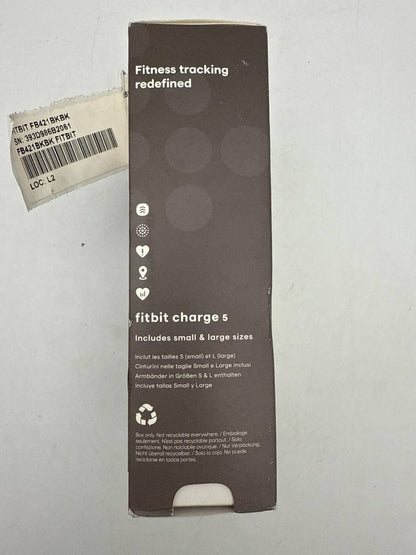 Fitness tracking
redefined
FITBIT FB421BKBK
SN: 393D986B2061
FB421BKBK FITBIT
LOC: L2
fitbit charge 5
Includes small & large sizes
Inclut les tailles S (small) et L (large)
Cinturini nelle taglie Small e Large inclusi
Armbänder in Größen S & L enthalten
Incluye tallas Small y Large
Box only. Not recyclable everywhere. / Emballage
seulement. N'est pas recyclable partout. / Solo
confezione. Non riciclabile ovunque. / Nur Verpackung.
Nicht überall recycelbar. / Solo la caja. No puede
reciclarse en todas partes.